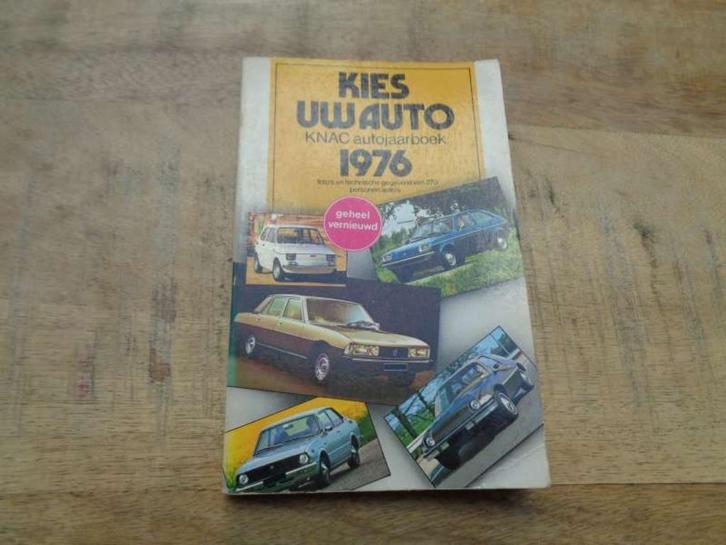 KIES
UW AUTO
KNAC autojaarboek
1976
foto's en technische gegevens van 270
personenauto's
geheel
vernieuwd